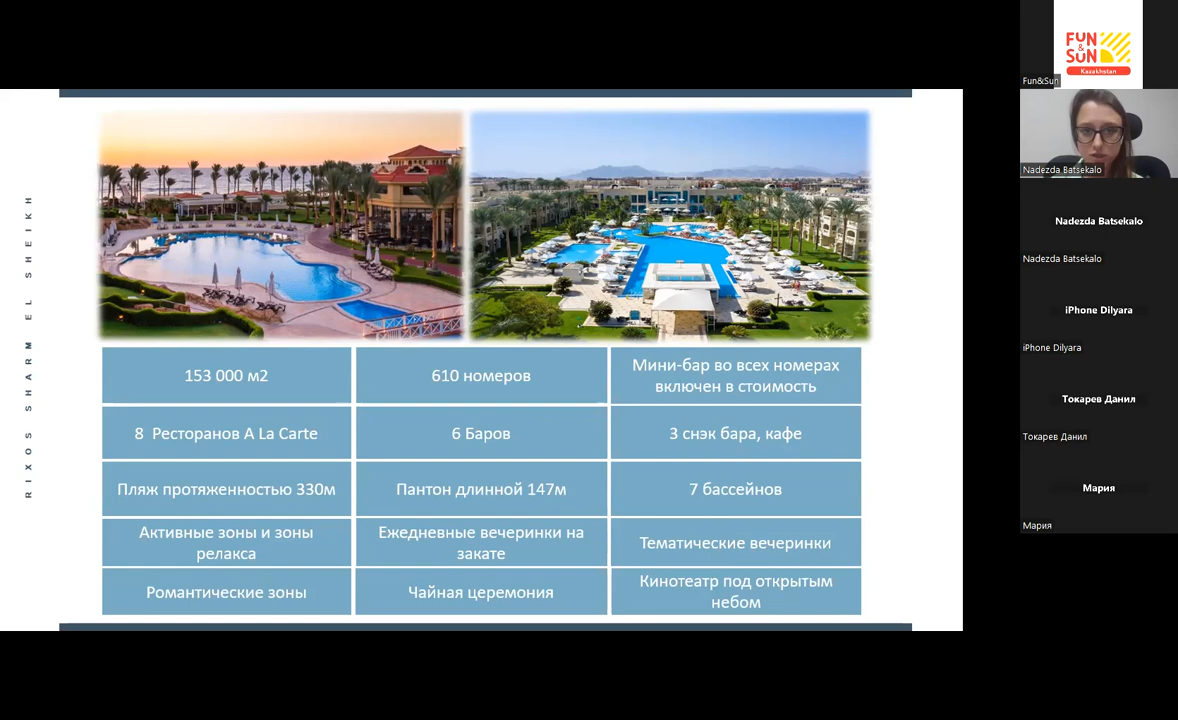 RIXOS SHARM EL SHEIKH
153 000 м2
610 номеров
Мини-бар во всех номерах
включен в стоимость
8 Ресторанов A La Carte
6 Баров
3 снэк бара, кафе
Пляж протяженностью 330м
Пантон длинной 147м
7 бассейнов
Активные зоны и зоны
релакса
Ежедневные вечеринки на
закате
Тематические вечеринки
Романтические зоны
Чайная церемония
Кинотеатр под открытым
небом
FUN
&
SUN
Kazakhstan
Fun&Sun
Nadezda Batsekalo
Nadezda Batsekalo
Nadezda Batsekalo
iPhone Dilyara
iPhone Dilyara
Токарев Данил
Токарев Данил
Мария
Мария